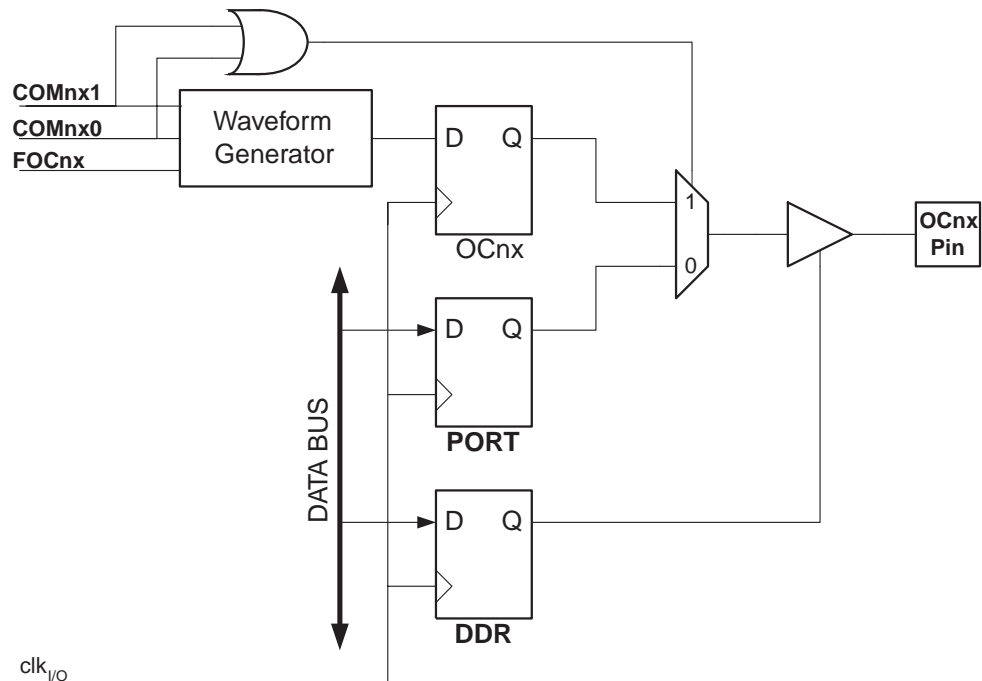 COMnx1
COMnx0
FOCnx
Waveform
Generator
D Q
OCnx
1
0
OCnx
Pin
D Q
PORT
DATA BUS
D Q
DDR
clkI/O